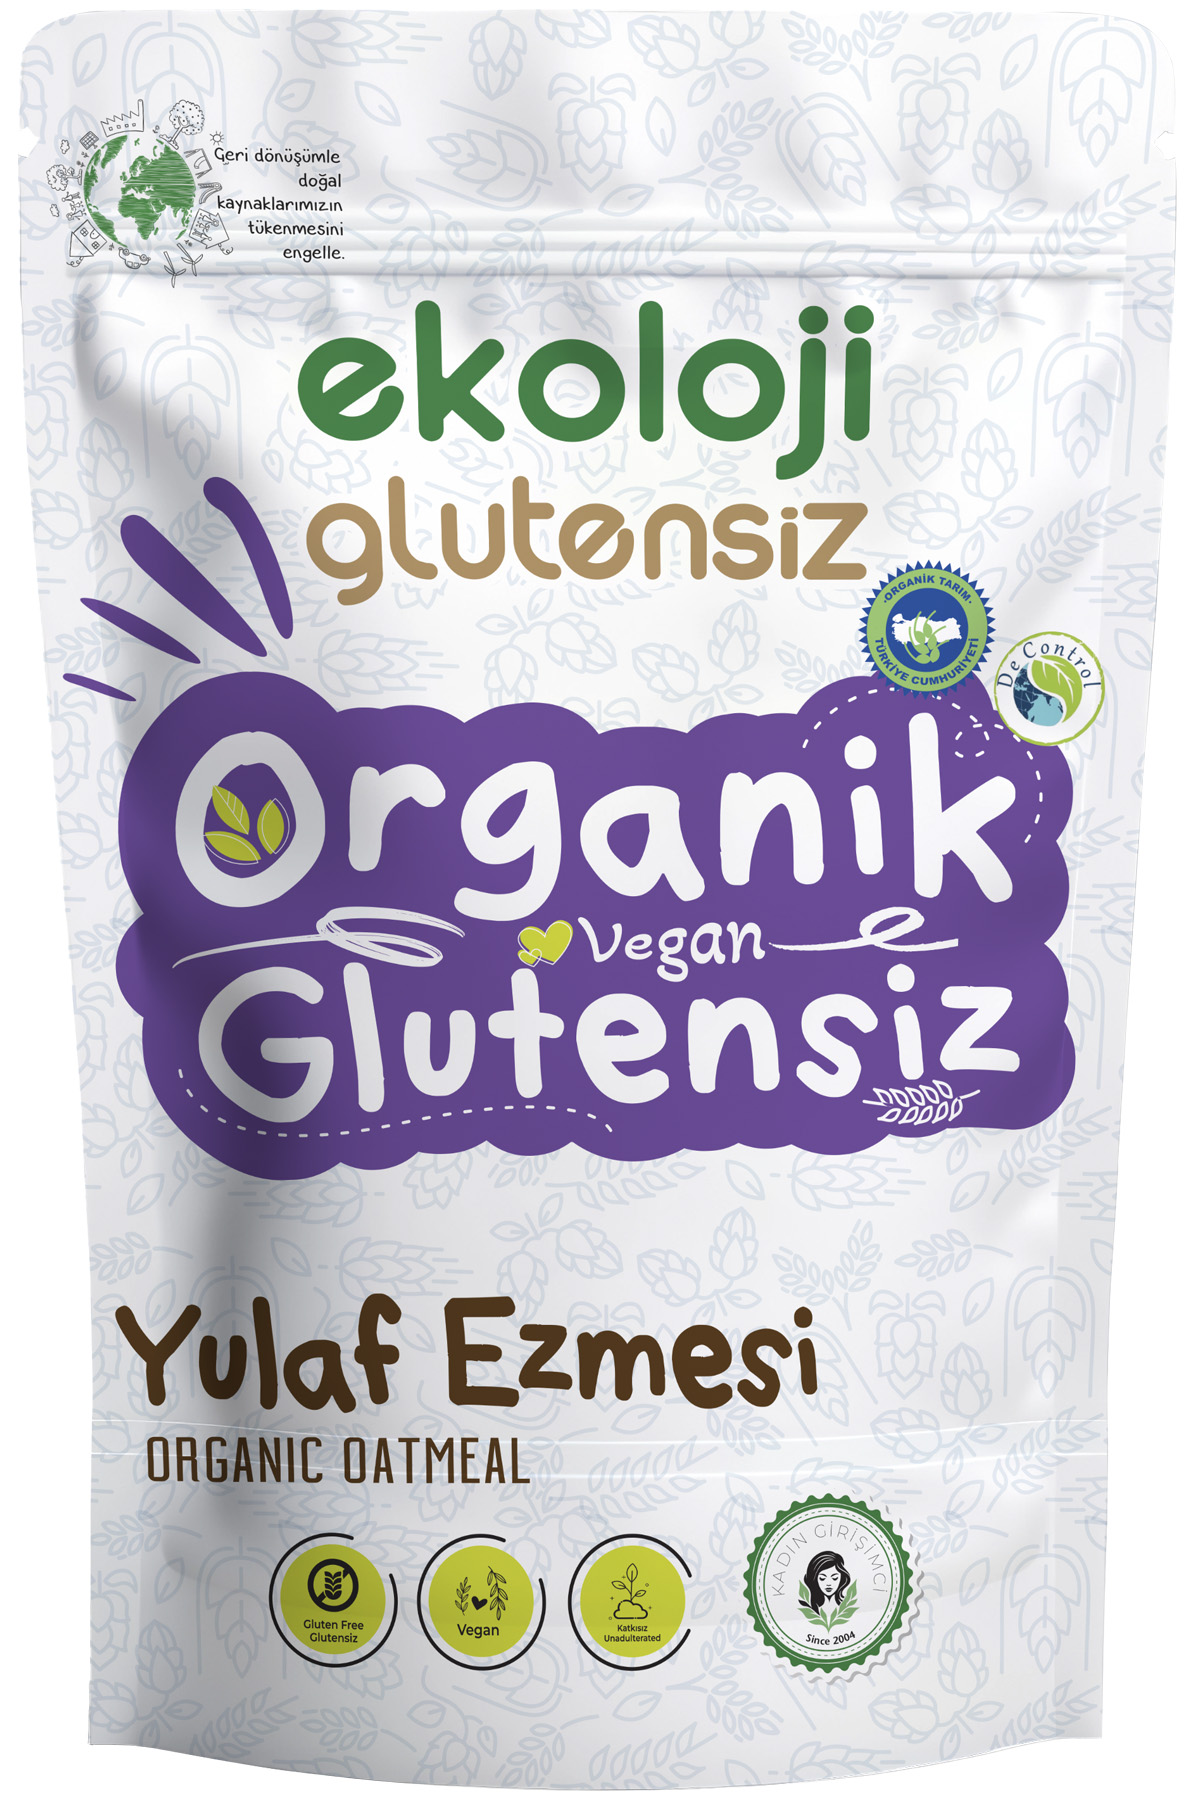 Geri dönüşümle
doğal
kaynaklarımızın
tükenmesini
engelle.
ekoloji
glutensiz
·ORGANİK TARIM·
TÜRKİYE CUMHURİYETİ
De Control
Organik
Vegan
Glutensiz
Yulaf Ezmesi
ORGANIC OATMEAL
Gluten Free
Glutensiz
Vegan
Katkısız
Unadulterated
KADIN GİRİŞİMCİ
Since 2004